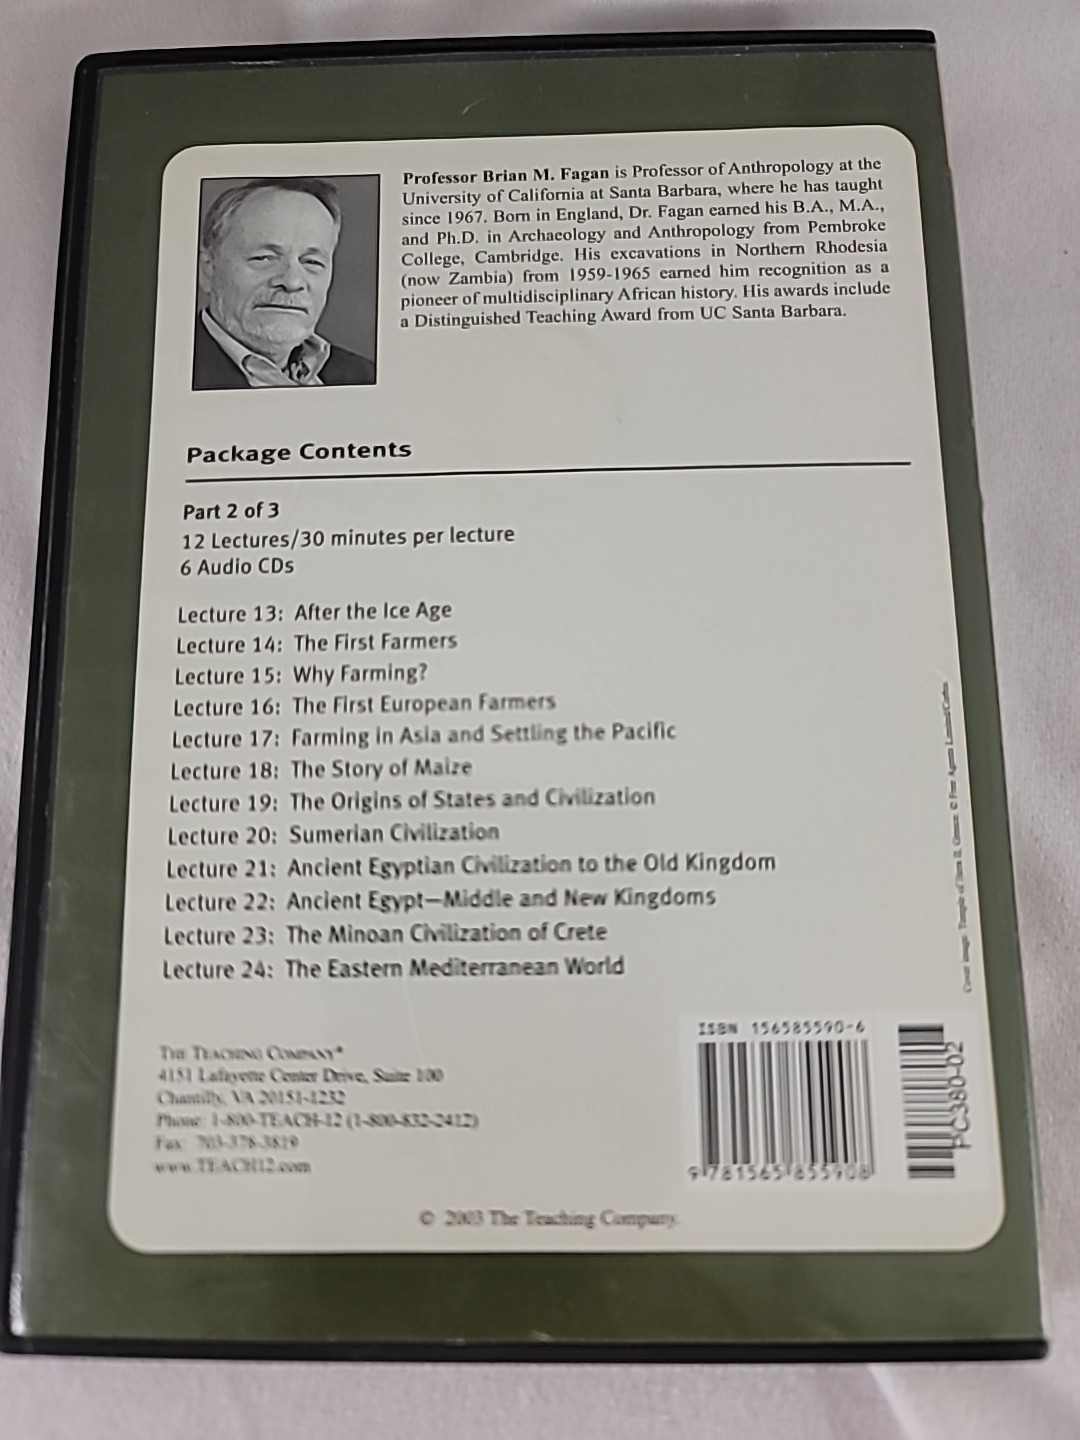 Professor Brian M. Fagan is Professor of Anthropology at the
University of California at Santa Barbara, where he has taught
since 1967. Born in England, Dr. Fagan earned his B.A., M.A.,
and Ph.D. in Archaeology and Anthropology from Pembroke
College, Cambridge. His excavations in Northern Rhodesia
(now Zambia) from 1959-1965 earned him recognition as a
pioneer of multidisciplinary African history. His awards include
a Distinguished Teaching Award from UC Santa Barbara.
Package Contents
Part 2 of 3
12 Lectures/30 minutes per lecture
6 Audio CDs
Lecture 13: After the Ice Age
Lecture 14: The First Farmers
Lecture 15: Why Farming?
Lecture 16: The First European Farmers
Lecture 17: Farming in Asia and Settling the Pacific
Lecture 18: The Story of Maize
Lecture 19: The Origins of States and Civilization
Lecture 20: Sumerian Civilization
Lecture 21: Ancient Egyptian Civilization to the Old Kingdom
Lecture 22: Ancient Egypt—Middle and New Kingdoms
Lecture 23: The Minoan Civilization of Crete
Lecture 24: The Eastern Mediterranean World
THE TEACHING COMPANY®
4151 Lafayette Center Drive, Suite 100
Chantilly, VA 20151-1232
Phone: 1-800-TEACH-12 (1-800-832-2412)
Fax: 703-378-3819
www.TEACH12.com
ISBN 156585590-6
9 781565 855908
PC380-02
© 2003 The Teaching Company.
Cover image: Temple of